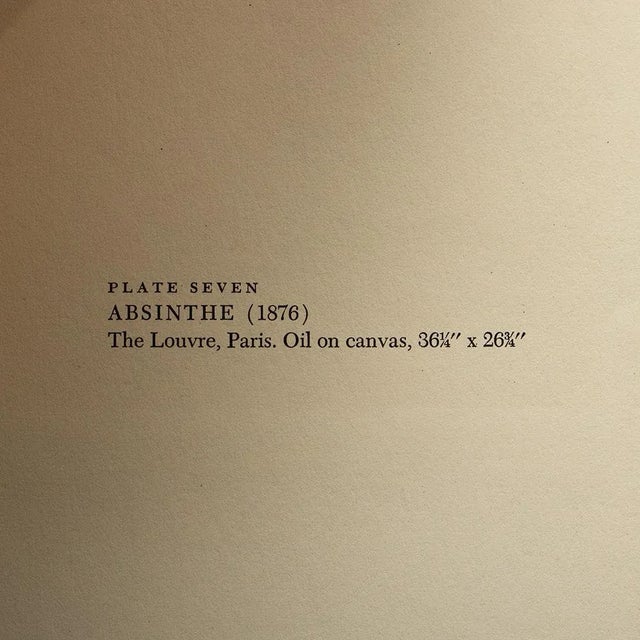 PLATE SEVEN
ABSINTHE (1876)
The Louvre, Paris. Oil on canvas, 36¼″ x 26¾″